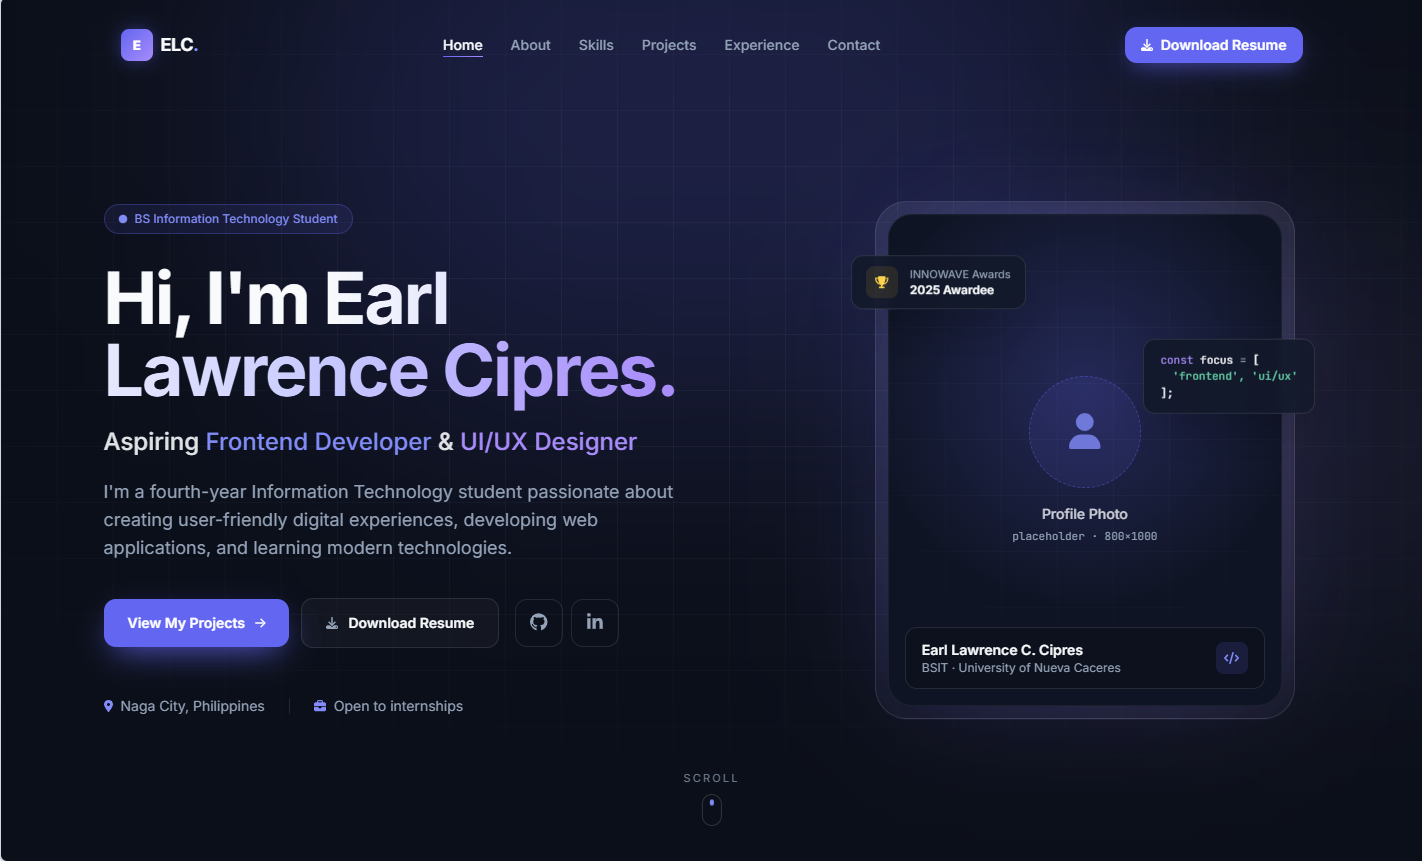 E ELC.
Home About Skills Projects Experience Contact
Download Resume
BS Information Technology Student
Hi, I'm Earl
Lawrence Cipres.
Aspiring Frontend Developer & UI/UX Designer
I'm a fourth-year Information Technology student passionate about
creating user-friendly digital experiences, developing web
applications, and learning modern technologies.
View My Projects →
Download Resume
in
Naga City, Philippines
Open to internships
INNOWAVE Awards
2025 Awardee
const focus = [
'frontend', 'ui/ux'
];
Profile Photo
placeholder · 800×1000
Earl Lawrence C. Cipres
BSIT · University of Nueva Caceres
</>
SCROLL